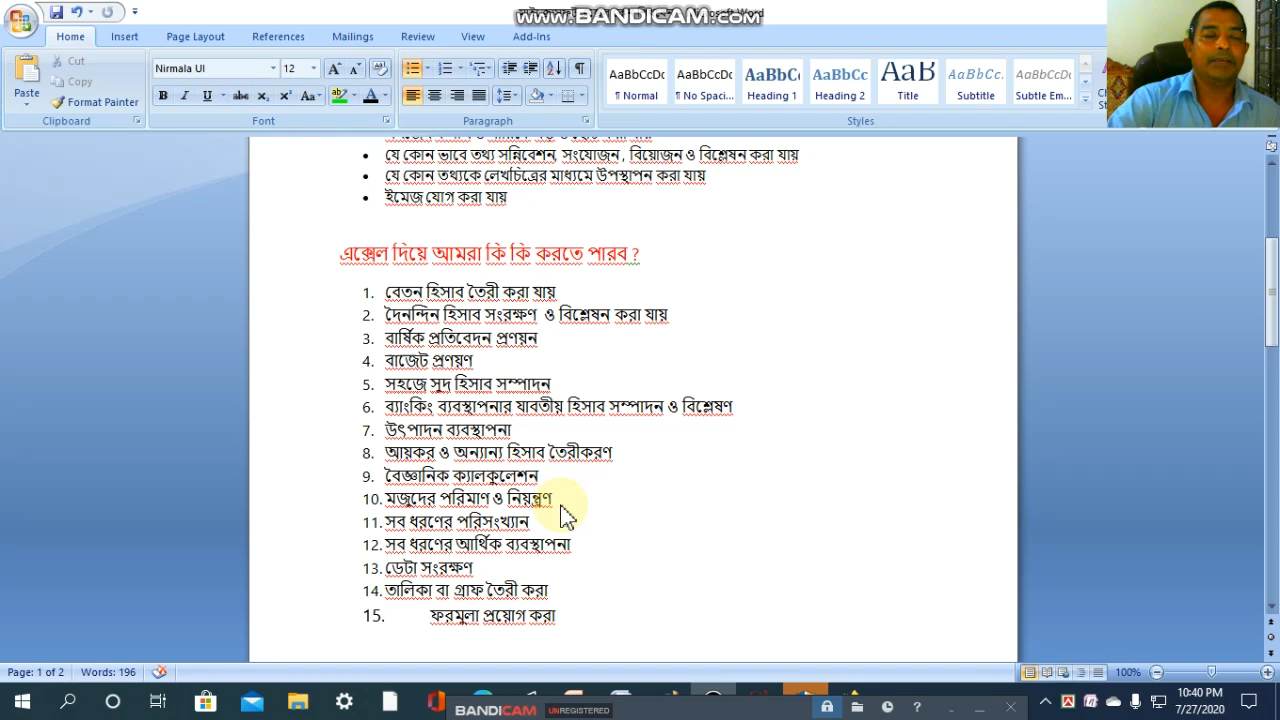 www.BANDICAM.com
Home Insert Page Layout References Mailings Review View Add-Ins
Paste
Cut
Copy
Format Painter
Clipboard
Nirmala UI 12
Font
Paragraph
AaBbCcDc AaBbCcDc AaBbCc AaBbCc AaB AaBbCc. AaBbCcDc
¶ Normal ¶ No Spaci... Heading 1 Heading 2 Title Subtitle Subtle Em...
Styles
যে কোন ভাবে তথ্য সন্নিবেশন, সংযোজন , বিয়োজন ও বিশ্লেষন করা যায়
যে কোন তথ্যকে লেখচিত্রের মাধ্যমে উপস্থাপন করা যায়
ইমেজ যোগ করা যায়
এক্সেল দিয়ে আমরা কি কি করতে পারব ?
1. বেতন হিসাব তৈরী করা যায়
2. দৈনন্দিন হিসাব সংরক্ষণ ও বিশ্লেষন করা যায়
3. বার্ষিক প্রতিবেদন প্রণয়ন
4. বাজেট প্রণয়ণ
5. সহজে সুদ হিসাব সম্পাদন
6. ব্যাংকিং ব্যবস্থাপনার যাবতীয় হিসাব সম্পাদন ও বিশ্লেষণ
7. উৎপাদন ব্যবস্থাপনা
8. আয়কর ও অন্যান্য হিসাব তৈরীকরণ
9. বৈজ্ঞানিক ক্যালকুলেশন
10. মজুদের পরিমাণ ও নিয়ন্ত্রণ
11. সব ধরণের পরিসংখ্যান
12. সব ধরণের আর্থিক ব্যবস্থাপনা
13. ডেটা সংরক্ষণ
14. তালিকা বা গ্রাফ তৈরী করা
15. ফরমুলা প্রয়োগ করা
Page: 1 of 2 Words: 196 100%
BANDICAM UNREGISTERED
10:40 PM
7/27/2020